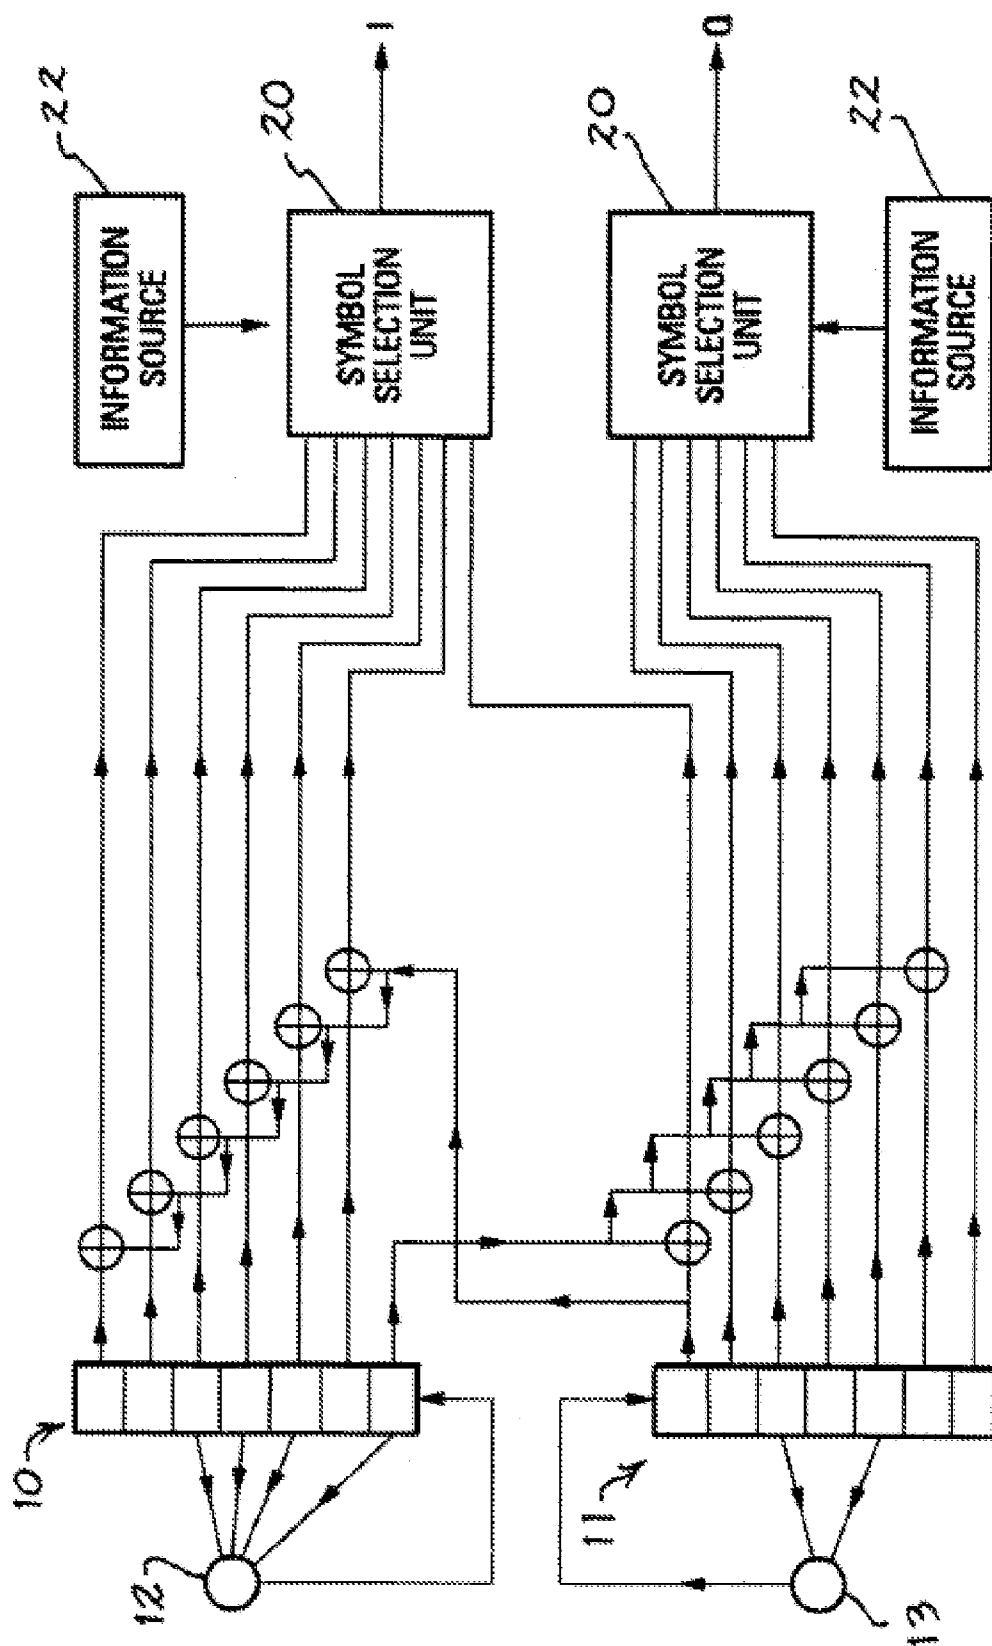 INFORMATION
SOURCE
22
SYMBOL
SELECTION
UNIT
20
I
SYMBOL
SELECTION
UNIT
20
Q
INFORMATION
SOURCE
22
10
12
11
13